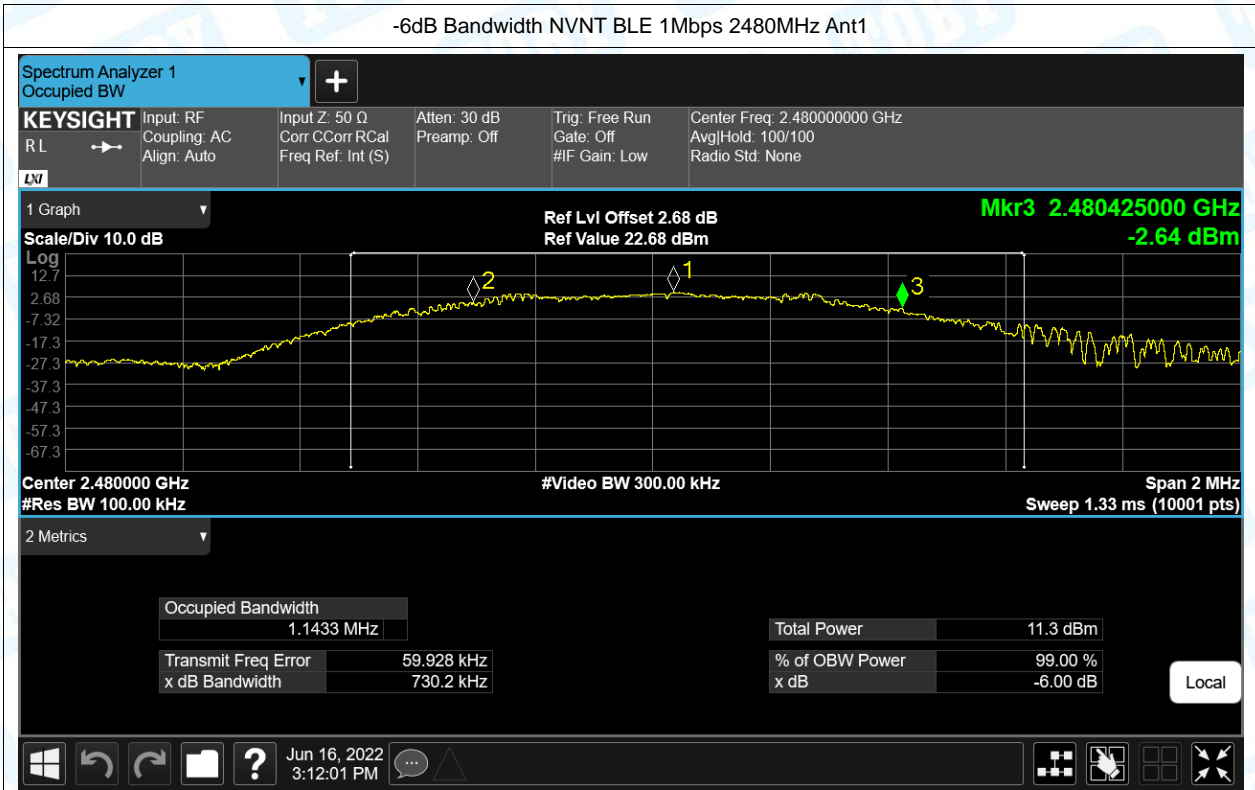 -6dB Bandwidth NVNT BLE 1Mbps 2480MHz Ant1
Spectrum Analyzer 1
Occupied BW
KEYSIGHT
RL
LXI
Input: RF
Coupling: AC
Align: Auto
Input Z: 50 Ω
Corr CCorr RCal
Freq Ref: Int (S)
Atten: 30 dB
Preamp: Off
Trig: Free Run
Gate: Off
#IF Gain: Low
Center Freq: 2.480000000 GHz
Avg|Hold: 100/100
Radio Std: None
1 Graph
Scale/Div 10.0 dB
Ref Lvl Offset 2.68 dB
Ref Value 22.68 dBm
Mkr3 2.480425000 GHz
-2.64 dBm
Log
12.7
2.68
-7.32
-17.3
-27.3
-37.3
-47.3
-57.3
-67.3
2
1
3
Center 2.480000 GHz
#Video BW 300.00 kHz
Span 2 MHz
#Res BW 100.00 kHz
Sweep 1.33 ms (10001 pts)
2 Metrics
Occupied Bandwidth
1.1433 MHz
Transmit Freq Error 59.928 kHz
x dB Bandwidth 730.2 kHz
Total Power 11.3 dBm
% of OBW Power 99.00 %
x dB -6.00 dB
Local
?
Jun 16, 2022
3:12:01 PM